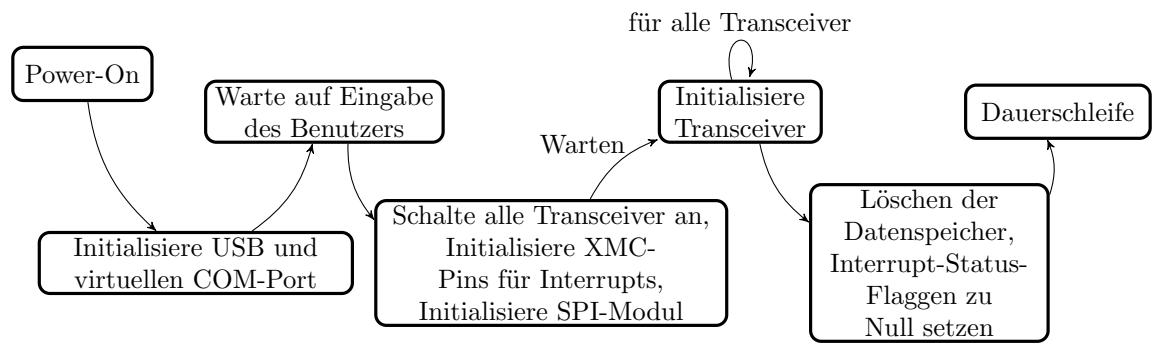 Power-On
Initialisiere USB und
virtuellen COM-Port
Warte auf Eingabe
des Benutzers
Schalte alle Transceiver an,
Initialisiere XMC-
Pins für Interrupts,
Initialisiere SPI-Modul
Warten
für alle Transceiver
Initialisiere
Transceiver
Löschen der
Datenspeicher,
Interrupt-Status-
Flaggen zu
Null setzen
Dauerschleife